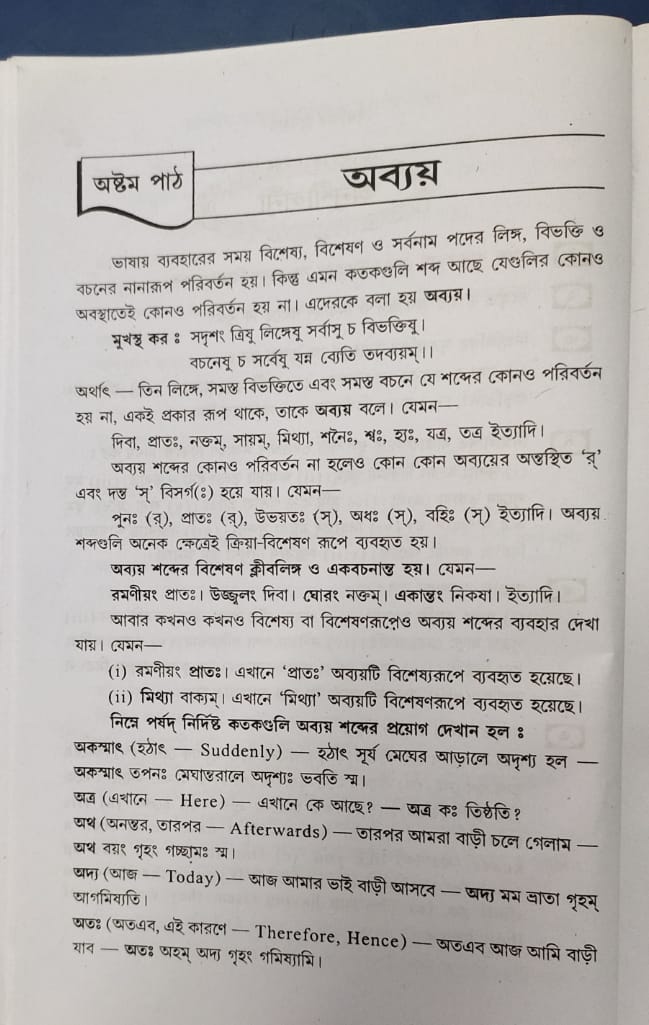 অষ্টম পাঠ
অব্যয়
ভাষায় ব্যবহারের সময় বিশেষ্য, বিশেষণ ও সর্বনাম পদের লিঙ্গ, বিভক্তি ও
বচনের নানারূপ পরিবর্তন হয়। কিন্তু এমন কতকগুলি শব্দ আছে যেগুলির কোনও
অবস্থাতেই কোনও পরিবর্তন হয় না। এদেরকে বলা হয় অব্যয়।
মুখস্থ কর ঃ সদৃশং ত্রিষু লিঙ্গেষু সর্বাসু চ বিভক্তিষু।
বচনেষু চ সর্বেষু যন্ন ব্যেতি তদব্যয়ম্।।
অর্থাৎ — তিন লিঙ্গে, সমস্ত বিভক্তিতে এবং সমস্ত বচনে যে শব্দের কোনও পরিবর্তন
হয় না, একই প্রকার রূপ থাকে, তাকে অব্যয় বলে। যেমন—
দিবা, প্রাতঃ, নক্তম্, সায়ম্, মিথ্যা, শনৈঃ, শ্বঃ, হ্যঃ, যত্র, তত্র ইত্যাদি।
অব্যয় শব্দের কোনও পরিবর্তন না হলেও কোন কোন অব্যয়ের অন্তস্থিত ‘র্’
এবং দন্ত ‘স্’ বিসর্গ(ঃ) হয়ে যায়। যেমন—
পুনঃ (র্), প্রাতঃ (র্), উভয়তঃ (স্), অধঃ (স্), বহিঃ (স্) ইত্যাদি। অব্যয়
শব্দগুলি অনেক ক্ষেত্রেই ক্রিয়া-বিশেষণ রূপে ব্যবহৃত হয়।
অব্যয় শব্দের বিশেষণ ক্লীবলিঙ্গ ও একবচনান্ত হয়। যেমন—
রমণীয়ং প্রাতঃ। উজ্জ্বলং দিবা। ঘোরং নক্তম্। একান্তং নিকষা। ইত্যাদি।
আবার কখনও কখনও বিশেষ্য বা বিশেষণরূপেও অব্যয় শব্দের ব্যবহার দেখা
যায়। যেমন—
(i) রমণীয়ং প্রাতঃ। এখানে ‘প্রাতঃ’ অব্যয়টি বিশেষ্যরূপে ব্যবহৃত হয়েছে।
(ii) মিথ্যা বাক্যম্। এখানে ‘মিথ্যা’ অব্যয়টি বিশেষণরূপে ব্যবহৃত হয়েছে।
নিম্নে পর্ষদ্ নির্দিষ্ট কতকগুলি অব্যয় শব্দের প্রয়োগ দেখান হল ঃ
অকস্মাৎ (হঠাৎ — Suddenly) — হঠাৎ সূর্য মেঘের আড়ালে অদৃশ্য হল —
অকস্মাৎ তপনঃ মেঘান্তরালে অদৃশ্যঃ ভবতি স্ম।
অত্র (এখানে — Here) — এখানে কে আছে? — অত্র কঃ তিষ্ঠতি?
অথ (অনন্তর, তারপর — Afterwards) — তারপর আমরা বাড়ী চলে গেলাম —
অথ বয়ং গৃহং গচ্ছামঃ স্ম।
অদ্য (আজ — Today) — আজ আমার ভাই বাড়ী আসবে — অদ্য মম ভ্রাতা গৃহম্
আগমিষ্যতি।
অতঃ (অতএব, এই কারণে — Therefore, Hence) — অতএব আজ আমি বাড়ী
যাব — অতঃ অহম্ অদ্য গৃহং গমিষ্যামি।